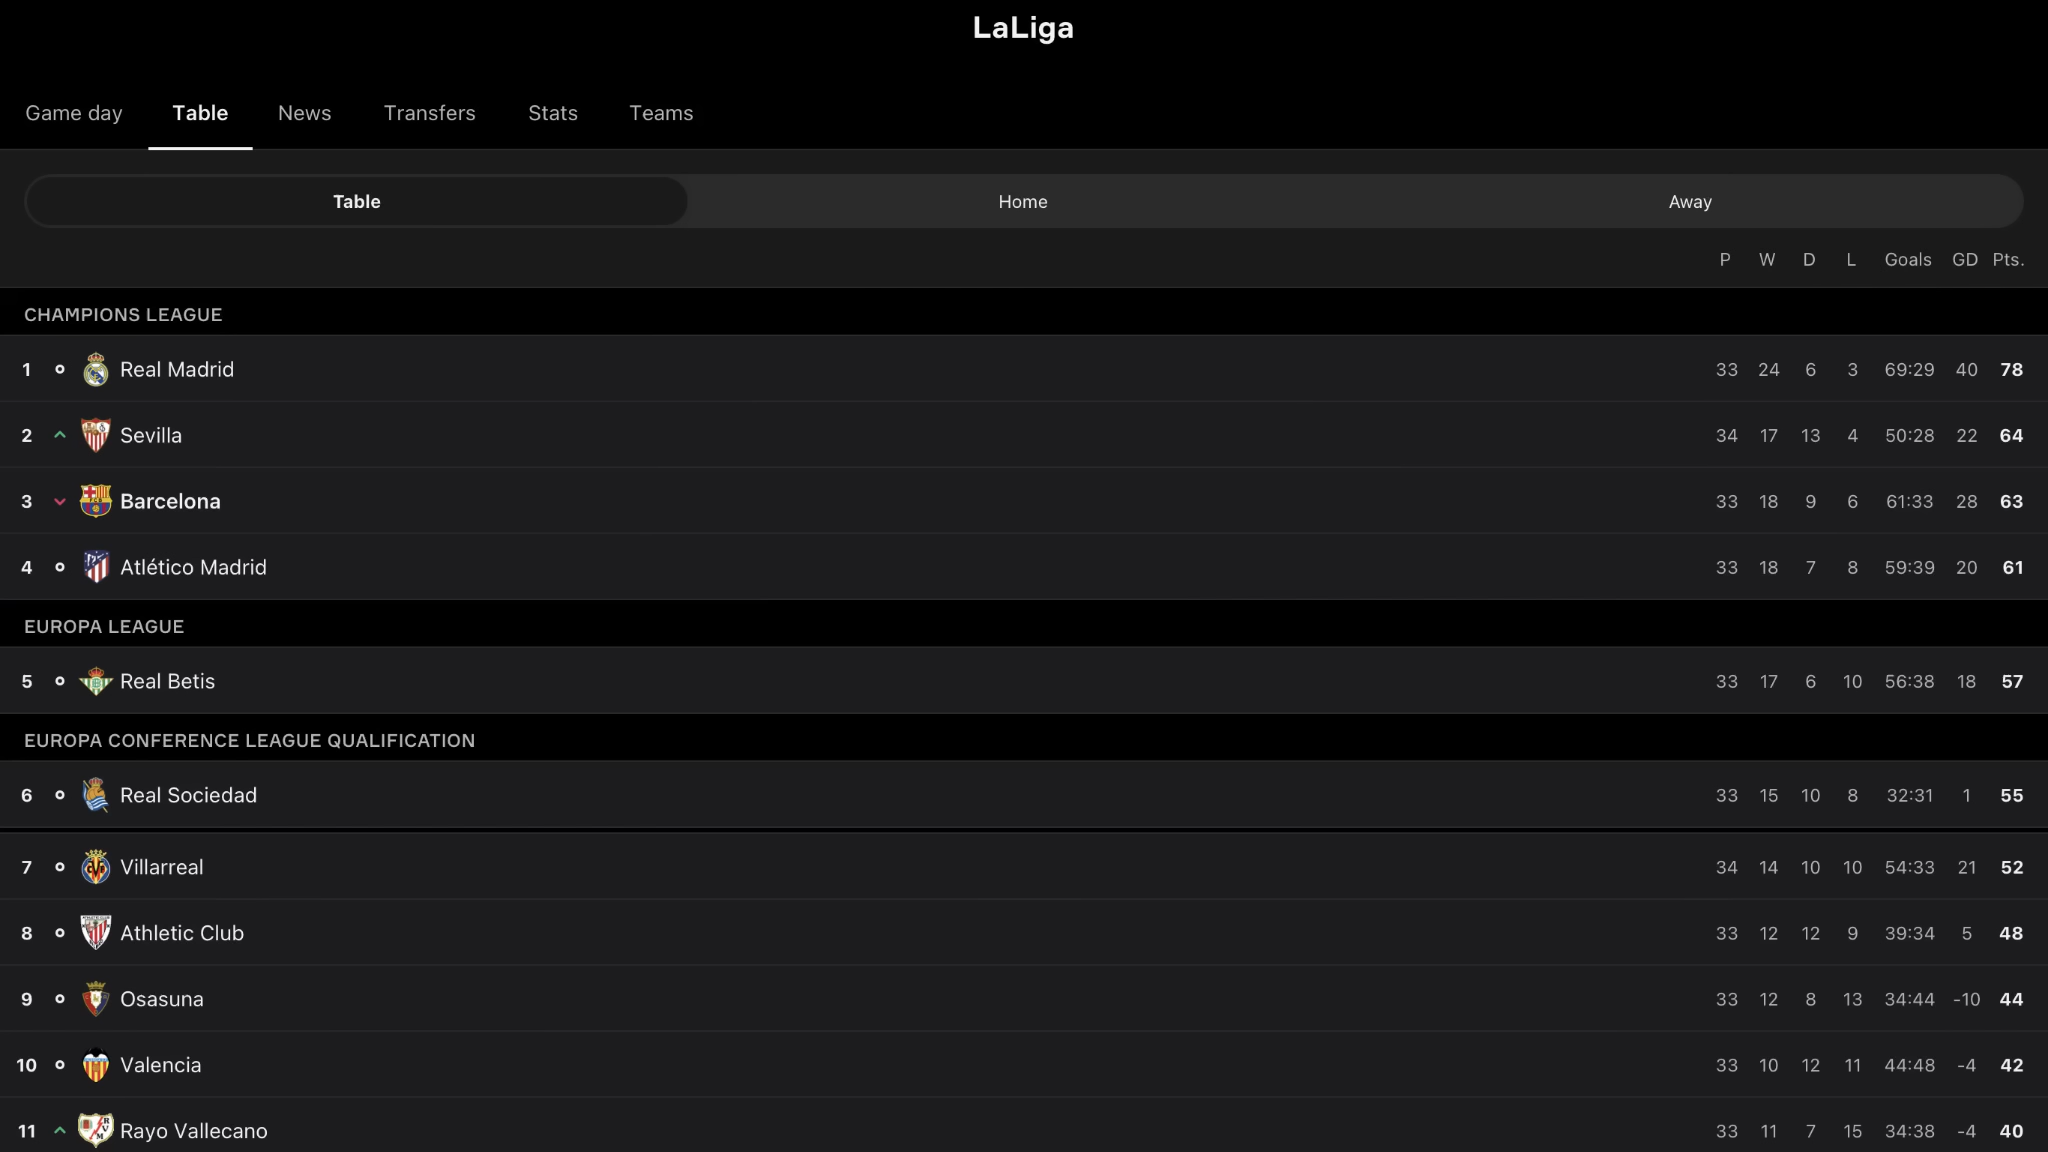 LaLiga
Game day Table News Transfers Stats Teams
Table Home Away
P W D L Goals GD Pts.
CHAMPIONS LEAGUE
1 Real Madrid 33 24 6 3 69:29 40 78
2 Sevilla 34 17 13 4 50:28 22 64
3 Barcelona 33 18 9 6 61:33 28 63
4 Atlético Madrid 33 18 7 8 59:39 20 61
EUROPA LEAGUE
5 Real Betis 33 17 6 10 56:38 18 57
EUROPA CONFERENCE LEAGUE QUALIFICATION
6 Real Sociedad 33 15 10 8 32:31 1 55
7 Villarreal 34 14 10 10 54:33 21 52
8 Athletic Club 33 12 12 9 39:34 5 48
9 Osasuna 33 12 8 13 34:44 -10 44
10 Valencia 33 10 12 11 44:48 -4 42
11 Rayo Vallecano 33 11 7 15 34:38 -4 40